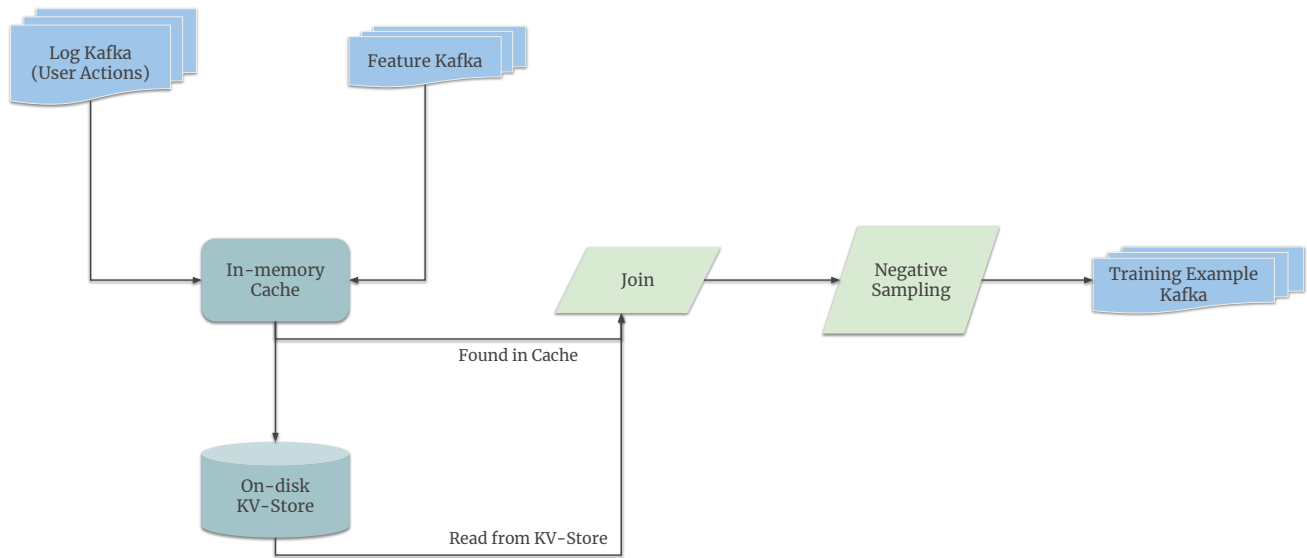 Log Kafka
(User Actions)
Feature Kafka
In-memory
Cache
Join
Negative
Sampling
Training Example
Kafka
Found in Cache
On-disk
KV-Store
Read from KV-Store